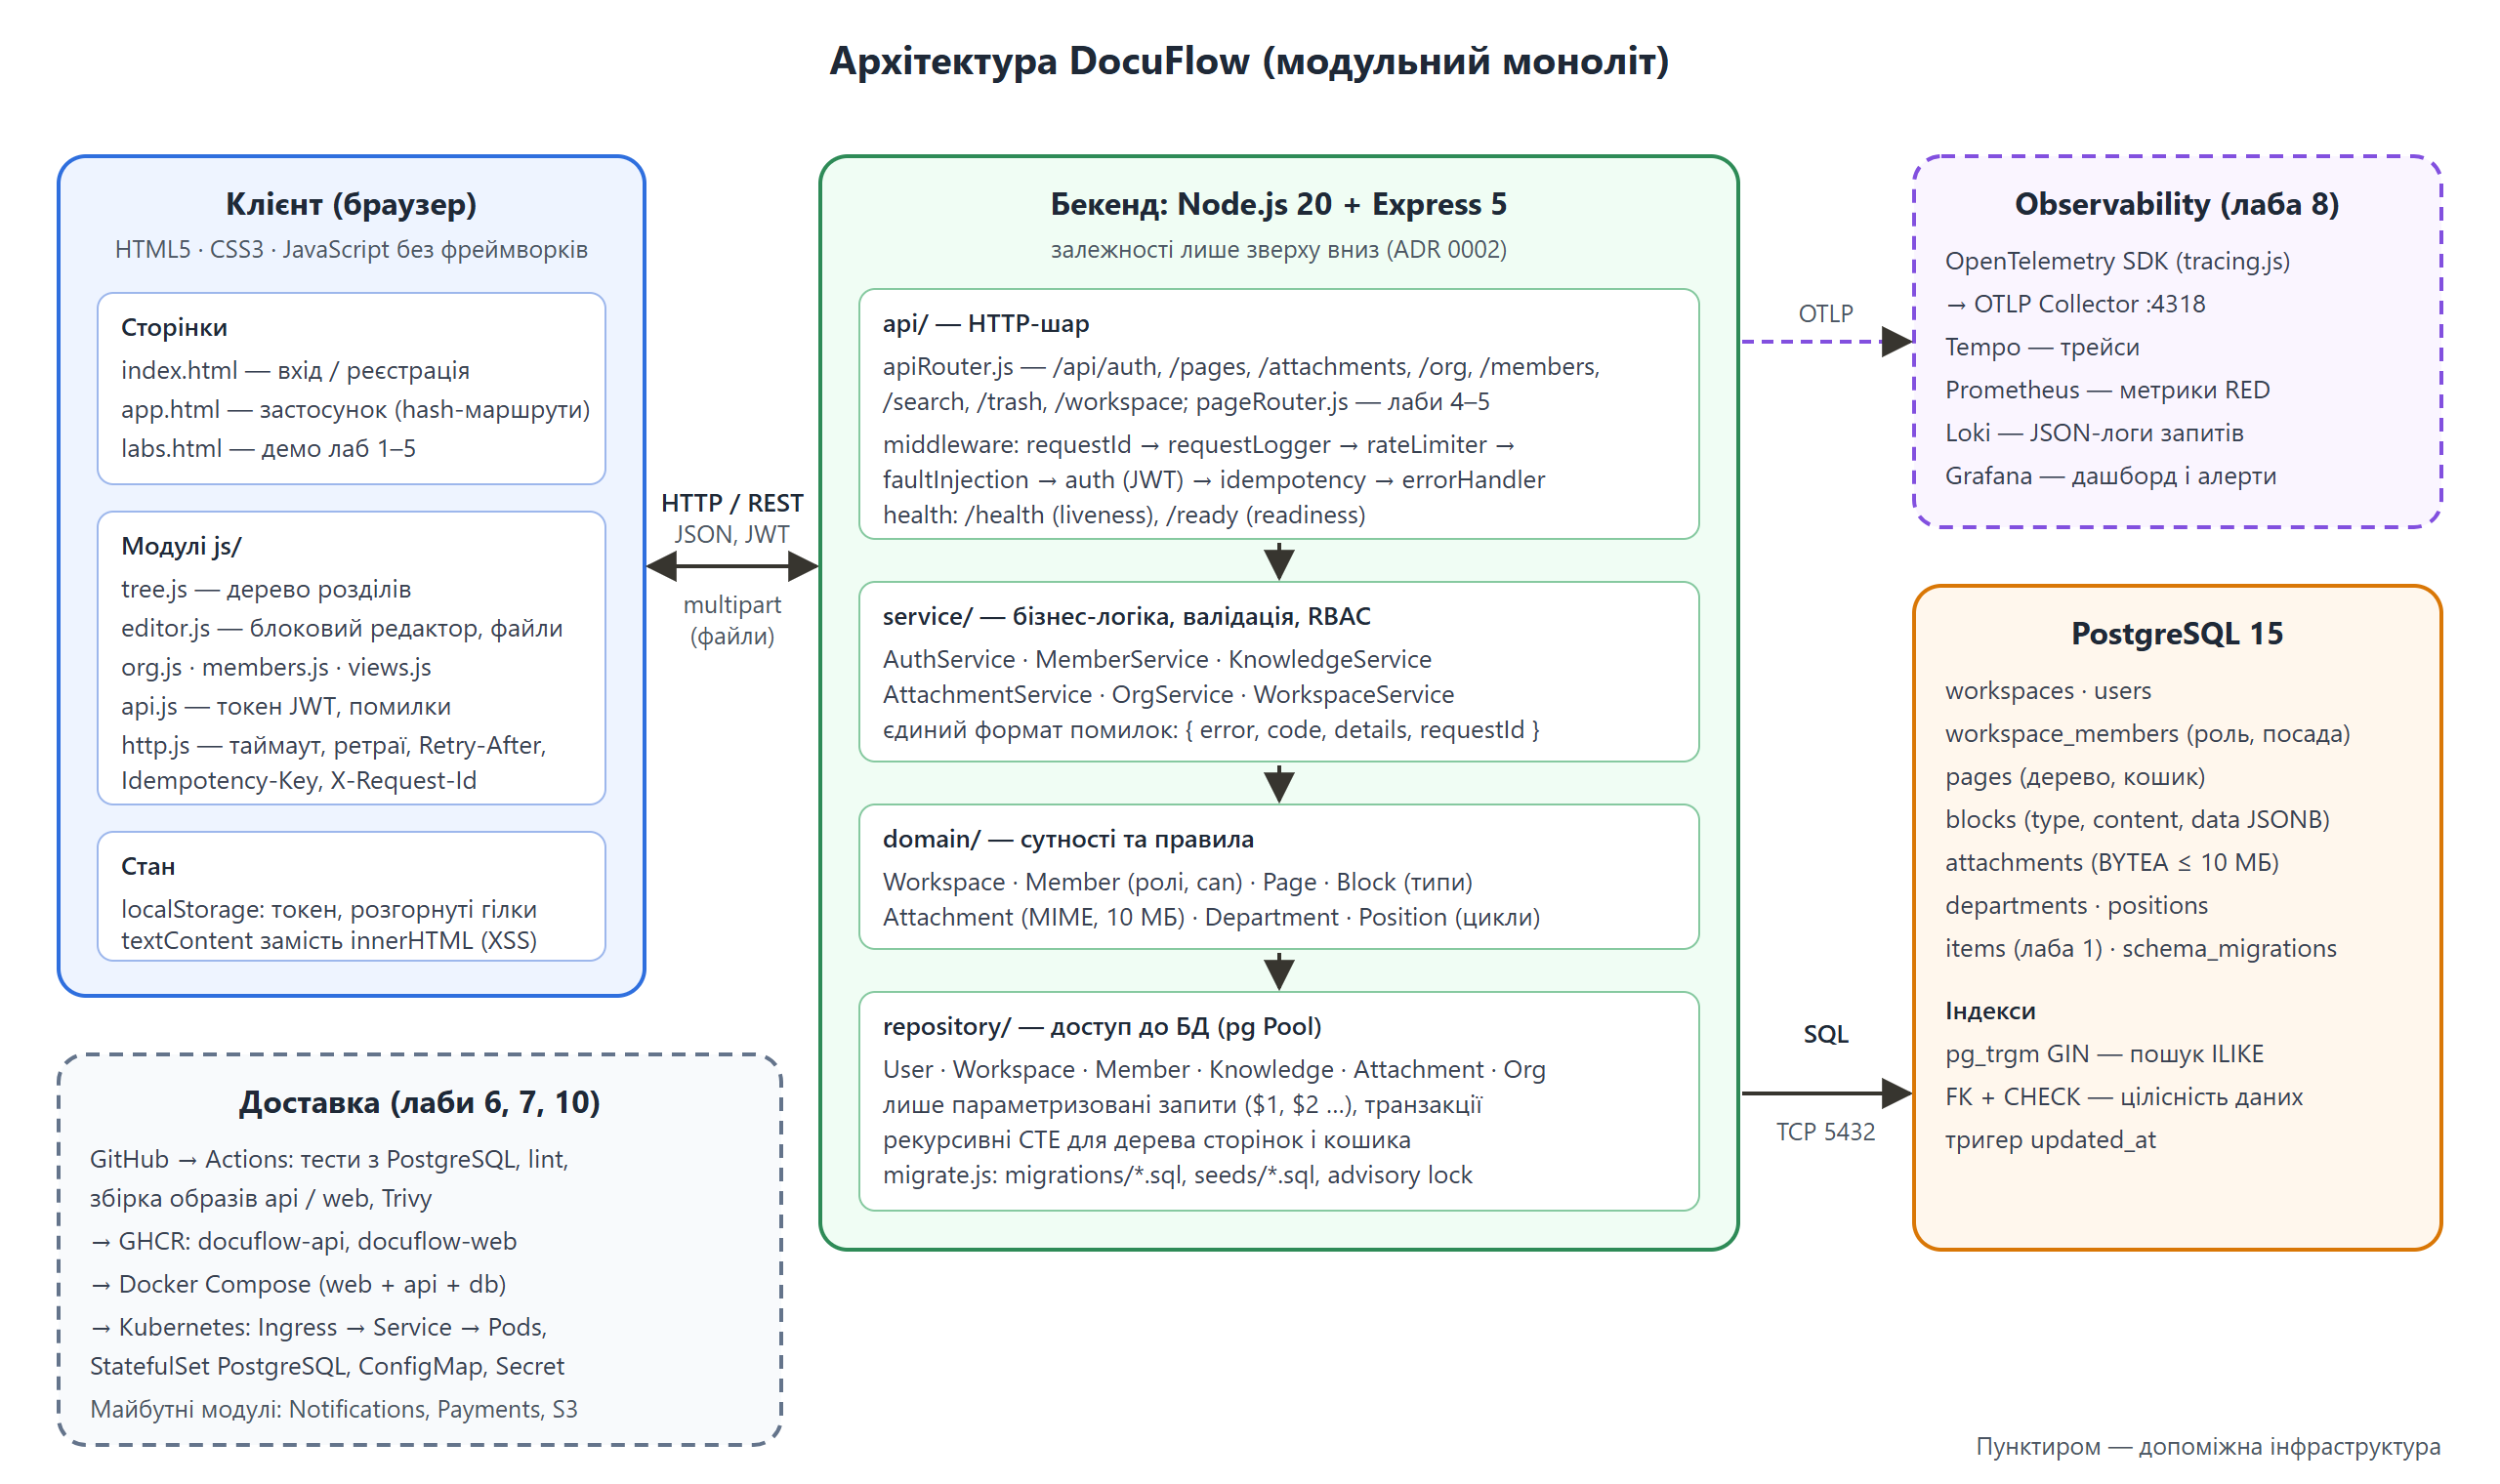 Архітектура DocuFlow (модульний моноліт)
Клієнт (браузер)
HTML5 · CSS3 · JavaScript без фреймворків
Сторінки
index.html — вхід / реєстрація
app.html — застосунок (hash-маршрути)
labs.html — демо лаб 1–5
Модулі js/
tree.js — дерево розділів
editor.js — блоковий редактор, файли
org.js · members.js · views.js
api.js — токен JWT, помилки
http.js — таймаут, ретраї, Retry-After,
Idempotency-Key, X-Request-Id
Стан
localStorage: токен, розгорнуті гілки
textContent замість innerHTML (XSS)
HTTP / REST
JSON, JWT
multipart
(файли)
Бекенд: Node.js 20 + Express 5
залежності лише зверху вниз (ADR 0002)
api/ — HTTP-шар
apiRouter.js — /api/auth, /pages, /attachments, /org, /members,
/search, /trash, /workspace; pageRouter.js — лаби 4–5
middleware: requestId → requestLogger → rateLimiter →
faultInjection → auth (JWT) → idempotency → errorHandler
health: /health (liveness), /ready (readiness)
service/ — бізнес-логіка, валідація, RBAC
AuthService · MemberService · KnowledgeService
AttachmentService · OrgService · WorkspaceService
єдиний формат помилок: { error, code, details, requestId }
domain/ — сутності та правила
Workspace · Member (ролі, can) · Page · Block (типи)
Attachment (MIME, 10 МБ) · Department · Position (цикли)
repository/ — доступ до БД (pg Pool)
User · Workspace · Member · Knowledge · Attachment · Org
лише параметризовані запити ($1, $2 ...), транзакції
рекурсивні CTE для дерева сторінок і кошика
migrate.js: migrations/*.sql, seeds/*.sql, advisory lock
OTLP
Observability (лаба 8)
OpenTelemetry SDK (tracing.js)
→ OTLP Collector :4318
Tempo — трейси
Prometheus — метрики RED
Loki — JSON-логи запитів
Grafana — дашборд і алерти
SQL
TCP 5432
PostgreSQL 15
workspaces · users
workspace_members (роль, посада)
pages (дерево, кошик)
blocks (type, content, data JSONB)
attachments (BYTEA ≤ 10 МБ)
departments · positions
items (лаба 1) · schema_migrations
Індекси
pg_trgm GIN — пошук ILIKE
FK + CHECK — цілісність даних
тригер updated_at
Доставка (лаби 6, 7, 10)
GitHub → Actions: тести з PostgreSQL, lint,
збірка образів api / web, Trivy
→ GHCR: docuflow-api, docuflow-web
→ Docker Compose (web + api + db)
→ Kubernetes: Ingress → Service → Pods,
StatefulSet PostgreSQL, ConfigMap, Secret
Майбутні модулі: Notifications, Payments, S3
Пунктиром — допоміжна інфраструктура